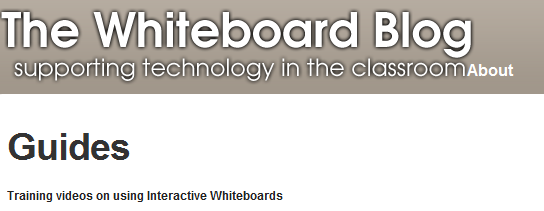 The Whiteboard Blog
supporting technology in the classroom About
Guides
Training videos on using Interactive Whiteboards